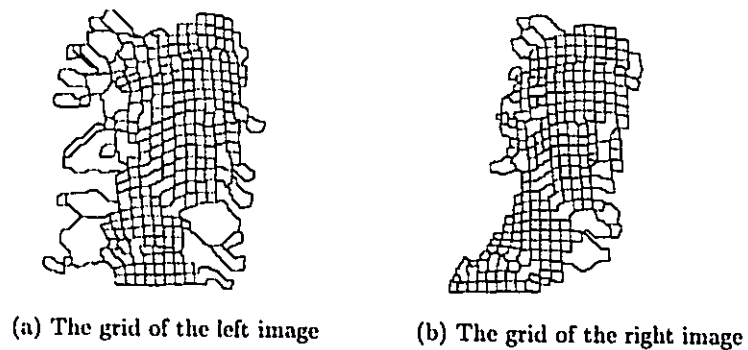 (a) The grid of the left image
(b) The grid of the right image